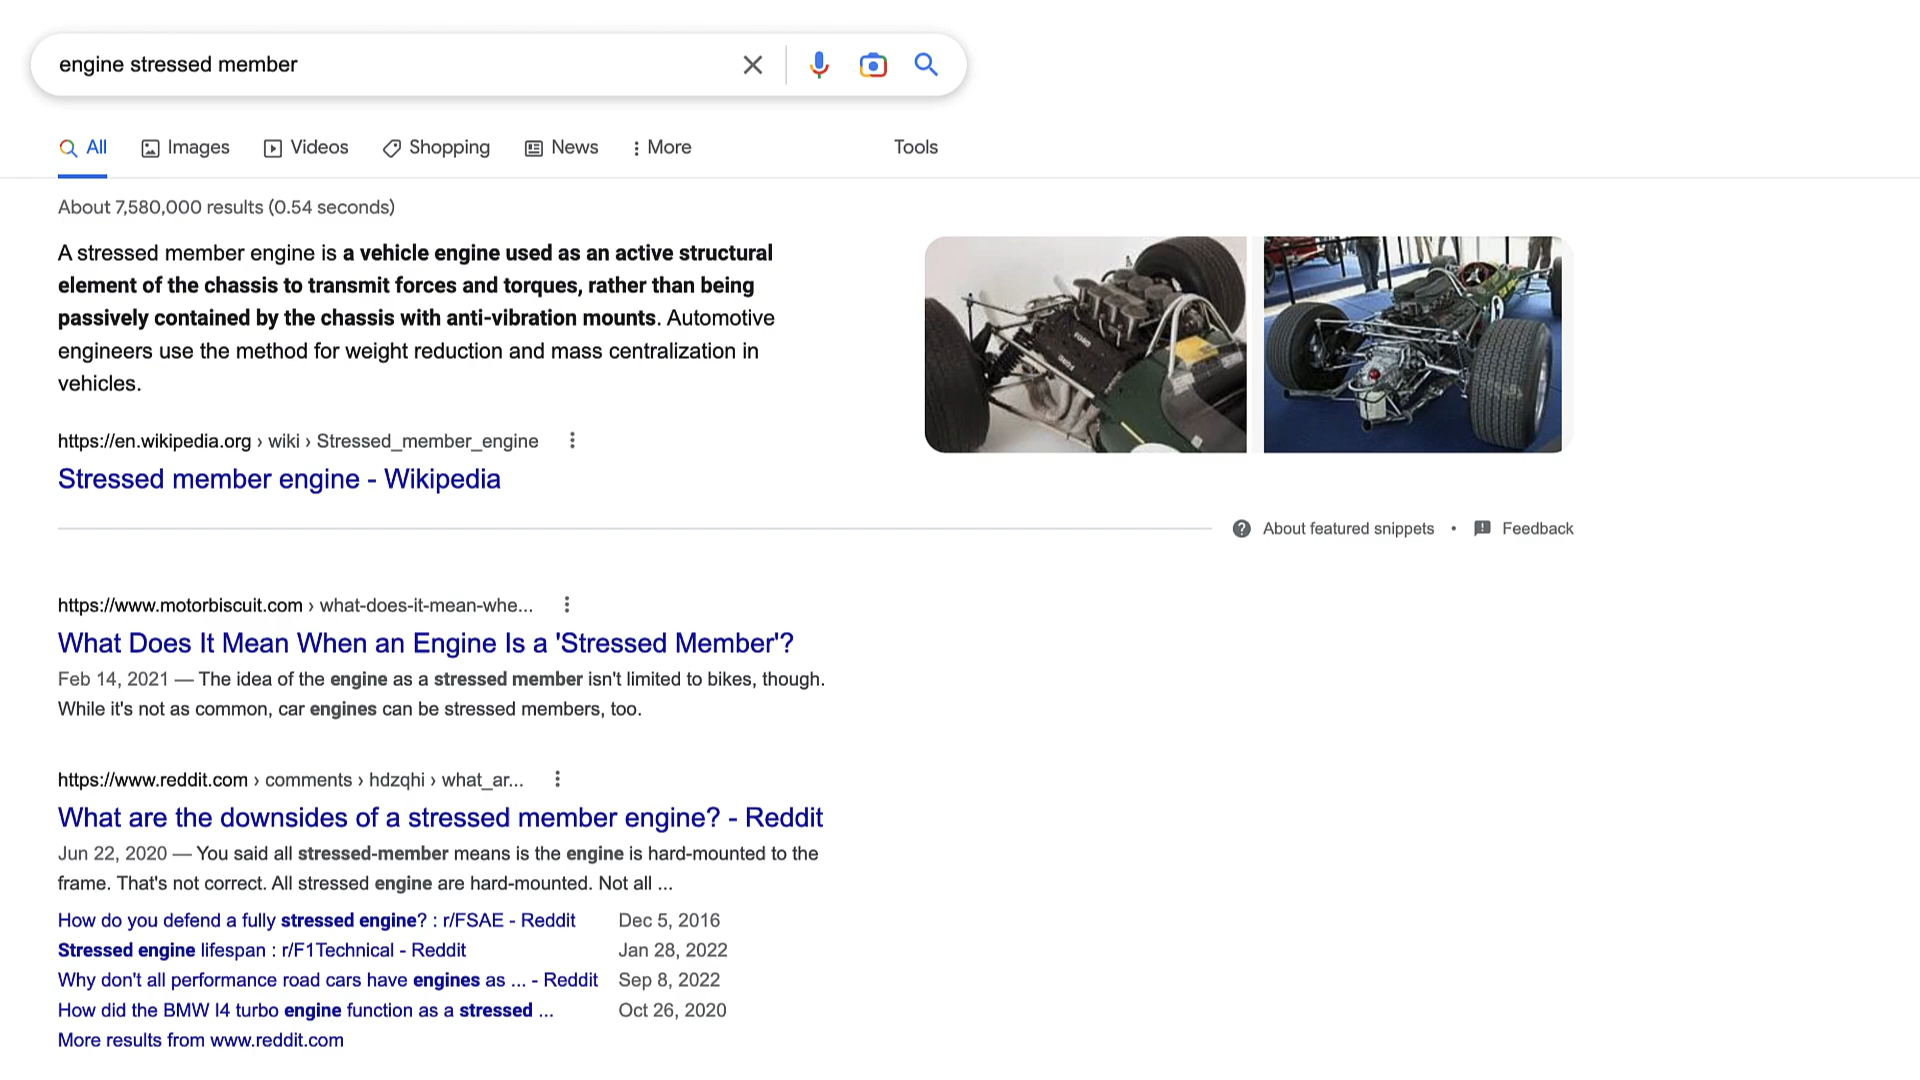 engine stressed member
All Images Videos Shopping News More Tools
About 7,580,000 results (0.54 seconds)
A stressed member engine is a vehicle engine used as an active structural
element of the chassis to transmit forces and torques, rather than being
passively contained by the chassis with anti-vibration mounts. Automotive
engineers use the method for weight reduction and mass centralization in
vehicles.
https://en.wikipedia.org › wiki › Stressed_member_engine
Stressed member engine - Wikipedia
About featured snippets • Feedback
https://www.motorbiscuit.com › what-does-it-mean-whe...
What Does It Mean When an Engine Is a 'Stressed Member'?
Feb 14, 2021 — The idea of the engine as a stressed member isn't limited to bikes, though.
While it's not as common, car engines can be stressed members, too.
https://www.reddit.com › comments › hdzqhi › what_ar...
What are the downsides of a stressed member engine? - Reddit
Jun 22, 2020 — You said all stressed-member means is the engine is hard-mounted to the
frame. That's not correct. All stressed engine are hard-mounted. Not all ...
How do you defend a fully stressed engine? : r/FSAE - Reddit Dec 5, 2016
Stressed engine lifespan : r/F1Technical - Reddit Jan 28, 2022
Why don't all performance road cars have engines as ... - Reddit Sep 8, 2022
How did the BMW I4 turbo engine function as a stressed ... Oct 26, 2020
More results from www.reddit.com